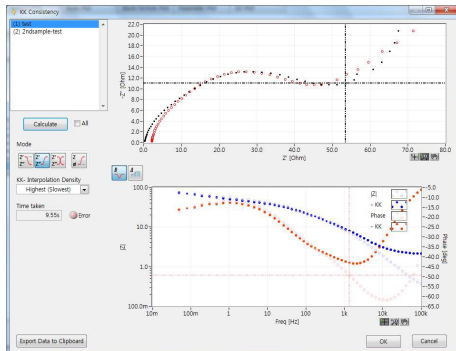 KK Consistency
(1) test
(2) 2ndsample-test
Calculate
All
Mode
KK- Interpolation Density
Highest (Slowest)
Time taken
9.55s
Error
Export Data to Clipboard
-Z'' [Ohm]
22.0
20.0
18.0
16.0
14.0
12.0
10.0
8.0
6.0
4.0
2.0
0.0
0.0 10.0 20.0 30.0 40.0 50.0 60.0 70.0 80.0
Z' [Ohm]
|Z|
100.0
10.0
1.0
100.0m
10m 100m 1 10 100 1k 10k 100k
Freq [Hz]
|Z|
- KK
Phase
- KK
-5.0
-10.0
-15.0
-20.0
-25.0
-30.0
-35.0
-40.0
-45.0
-50.0
-55.0
-60.0
-65.0
Phase [Deg]
OK
Cancel